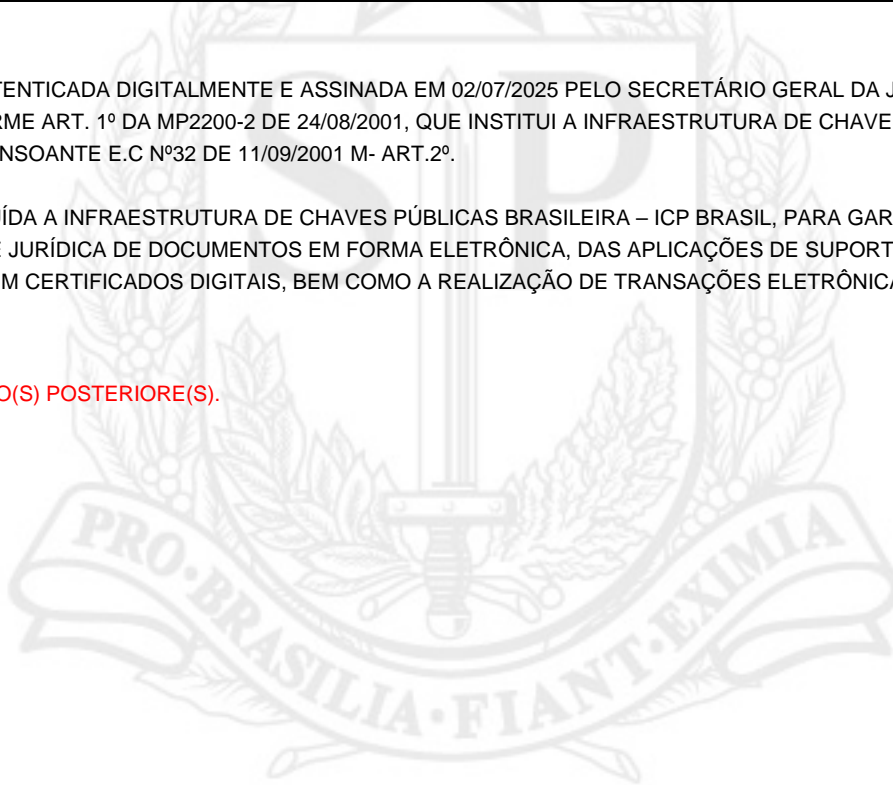 TENTICADA DIGITALMENTE E ASSINADA EM 02/07/2025 PELO SECRETÁRIO GERAL DA J
RME ART. 1º DA MP2200-2 DE 24/08/2001, QUE INSTITUI A INFRAESTRUTURA DE CHAVE
NSOANTE E.C Nº32 DE 11/09/2001 M- ART.2º.
ÍDA A INFRAESTRUTURA DE CHAVES PÚBLICAS BRASILEIRA – ICP BRASIL, PARA GAR
E JURÍDICA DE DOCUMENTOS EM FORMA ELETRÔNICA, DAS APLICAÇÕES DE SUPORT
M CERTIFICADOS DIGITAIS, BEM COMO A REALIZAÇÃO DE TRANSAÇÕES ELETRÔNICA
O(S) POSTERIORE(S).
SP
PRO·BRASILIA·FIANT·EXIMIA